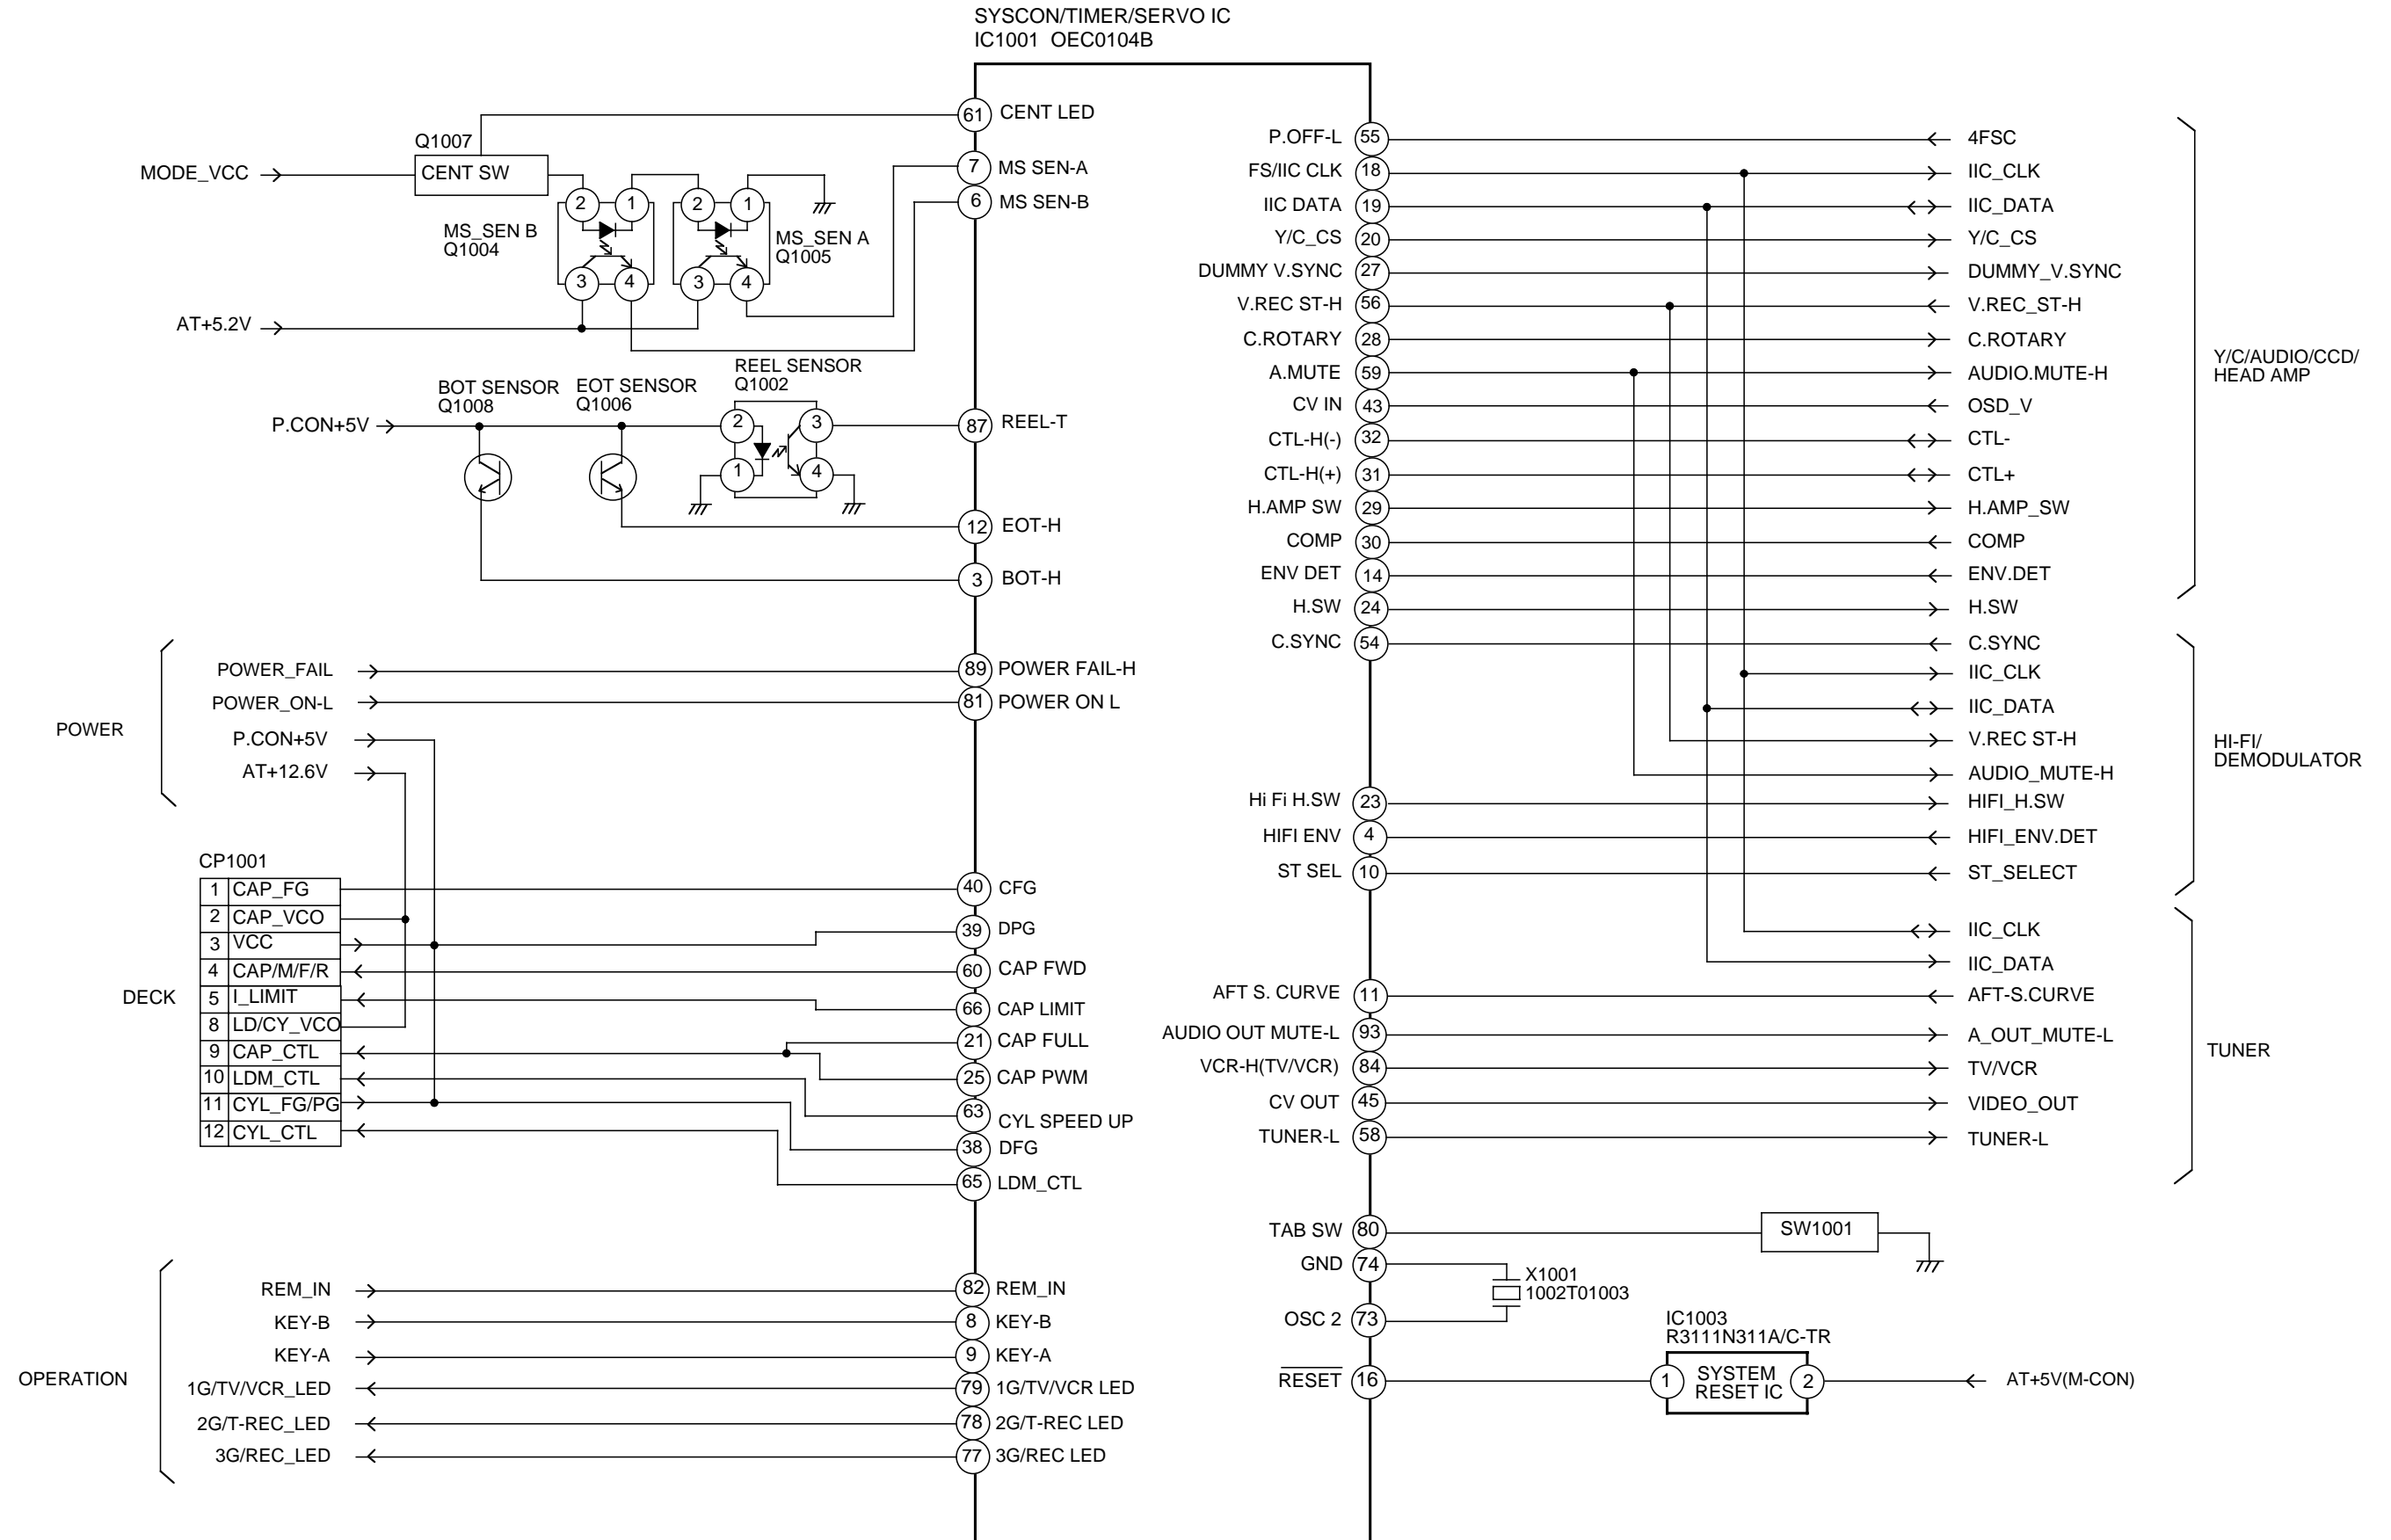 SYSCON/TIMER/SERVO IC
IC1001 OEC0104B
61 CENT LED
Q1007
MODE_VCC
CENT SW
7 MS SEN-A
6 MS SEN-B
2 1 2 1
MS_SEN B
Q1004
MS_SEN A
Q1005
3 4 3 4
AT+5.2V
REEL SENSOR
Q1002
BOT SENSOR
Q1008
EOT SENSOR
Q1006
P.CON+5V
2 3
1 4
87 REEL-T
12 EOT-H
3 BOT-H
POWER
POWER_FAIL
89 POWER FAIL-H
POWER_ON-L
81 POWER ON L
P.CON+5V
AT+12.6V
CP1001
DECK
1 CAP_FG
2 CAP_VCO
3 VCC
4 CAP/M/F/R
5 I_LIMIT
8 LD/CY_VCO
9 CAP_CTL
10 LDM_CTL
11 CYL_FG/PG
12 CYL_CTL
40 CFG
39 DPG
60 CAP FWD
66 CAP LIMIT
21 CAP FULL
25 CAP PWM
63 CYL SPEED UP
38 DFG
65 LDM_CTL
OPERATION
REM_IN 82 REM_IN
KEY-B 8 KEY-B
KEY-A 9 KEY-A
1G/TV/VCR_LED 79 1G/TV/VCR LED
2G/T-REC_LED 78 2G/T-REC LED
3G/REC_LED 77 3G/REC LED
P.OFF-L 55 4FSC
FS/IIC CLK 18 IIC_CLK
IIC DATA 19 IIC_DATA
Y/C_CS 20 Y/C_CS
DUMMY V.SYNC 27 DUMMY_V.SYNC
V.REC ST-H 56 V.REC_ST-H
C.ROTARY 28 C.ROTARY
A.MUTE 59 AUDIO.MUTE-H
CV IN 43 OSD_V
CTL-H(-) 32 CTL-
CTL-H(+) 31 CTL+
H.AMP SW 29 H.AMP_SW
COMP 30 COMP
ENV DET 14 ENV.DET
H.SW 24 H.SW
Y/C/AUDIO/CCD/
HEAD AMP
C.SYNC 54 C.SYNC
IIC_CLK
IIC_DATA
V.REC ST-H
AUDIO_MUTE-H
Hi Fi H.SW 23 HIFI_H.SW
HIFI ENV 4 HIFI_ENV.DET
ST SEL 10 ST_SELECT
HI-FI/
DEMODULATOR
IIC_CLK
IIC_DATA
AFT S. CURVE 11 AFT-S.CURVE
AUDIO OUT MUTE-L 93 A_OUT_MUTE-L
VCR-H(TV/VCR) 84 TV/VCR
CV OUT 45 VIDEO_OUT
TUNER-L 58 TUNER-L
TUNER
TAB SW 80 SW1001
GND 74
X1001
1002T01003
OSC 2 73
IC1003
R3111N311A/C-TR
RESET 16 1 SYSTEM
RESET IC 2 AT+5V(M-CON)